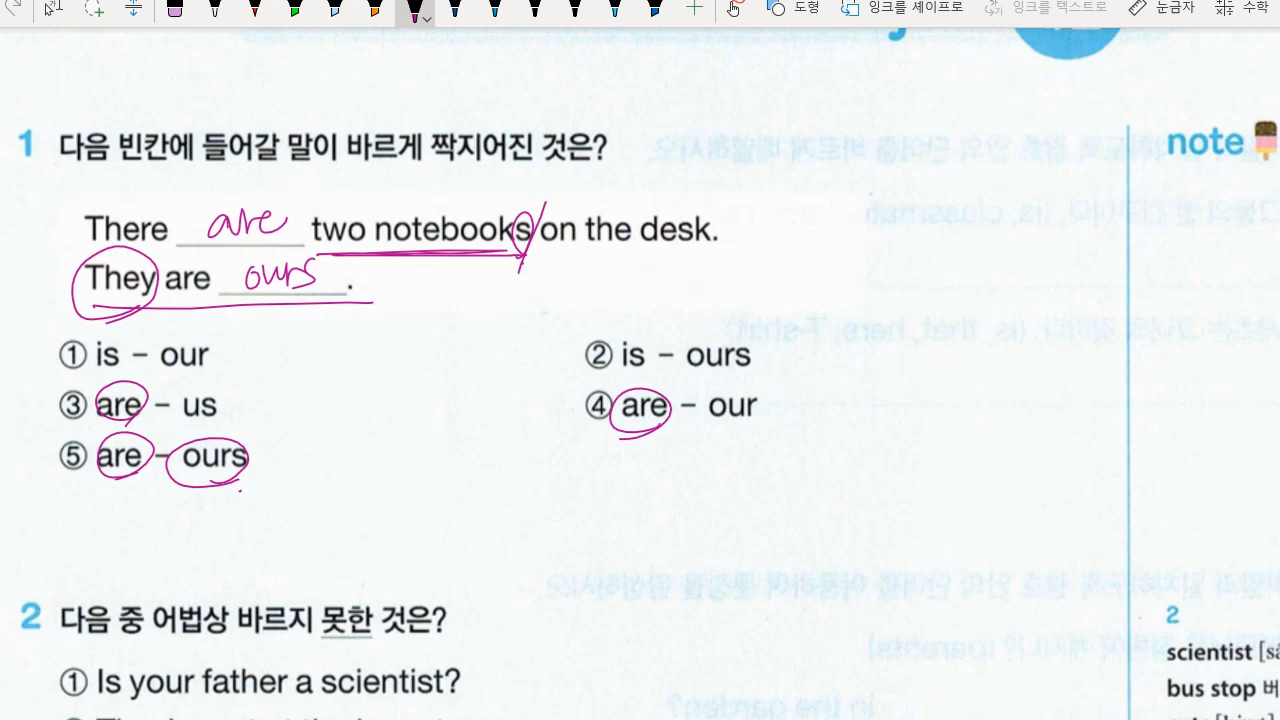 도형 잉크를 셰이프로 잉크를 텍스트로 눈금자 수학
note
1 다음 빈칸에 들어갈 말이 바르게 짝지어진 것은?
There are two notebooks on the desk.
They are ours.
① is - our ② is - ours
③ are - us ④ are - our
⑤ are - ours
2 다음 중 어법상 바르지 못한 것은?
① Is your father a scientist?
2
scientist
bus stop